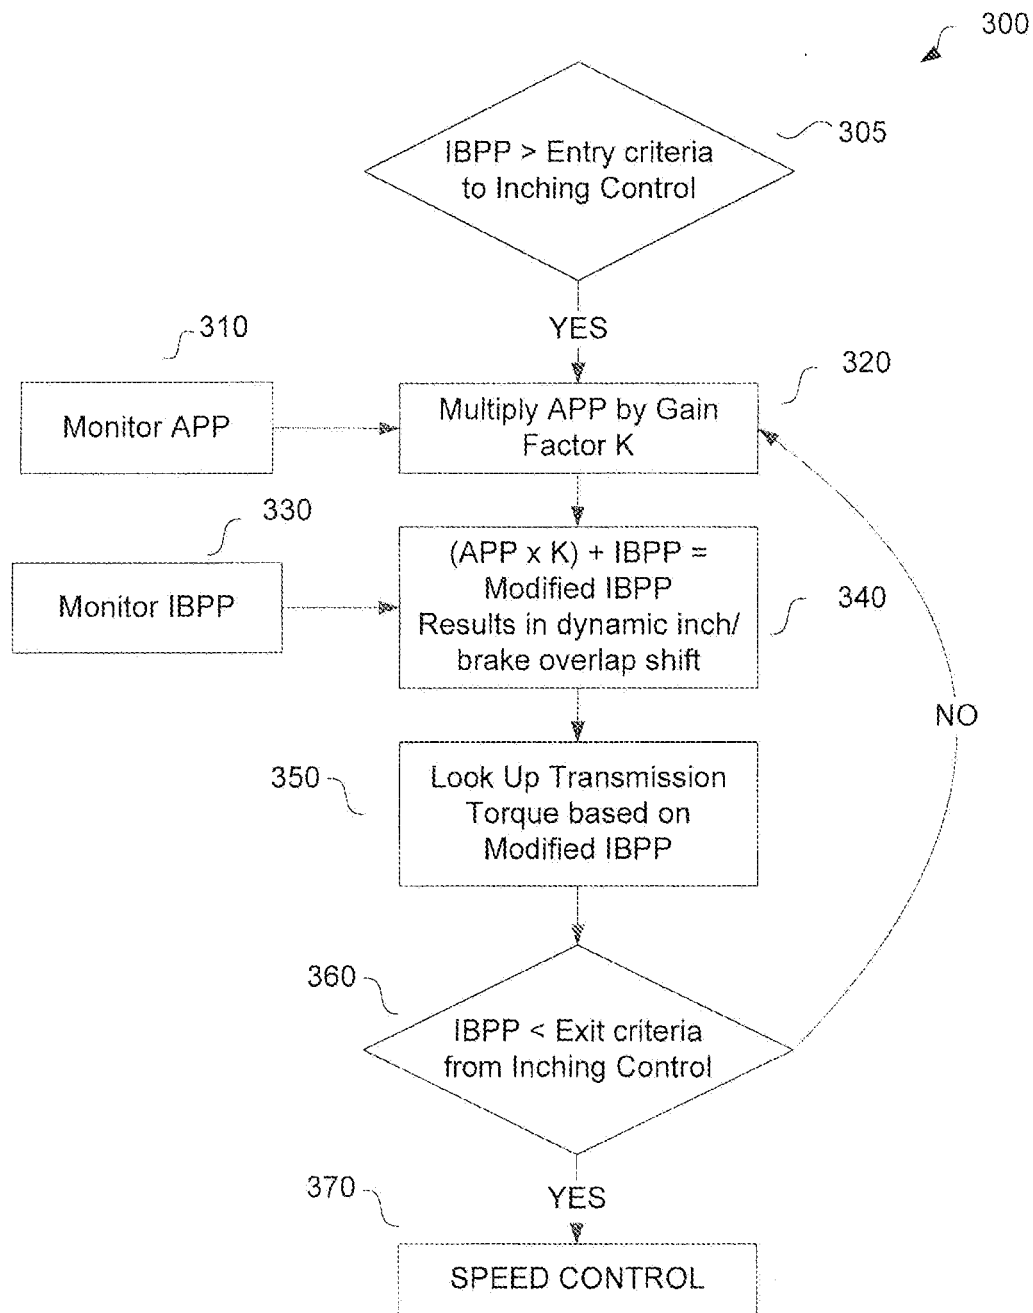 300
305
IBPP > Entry criteria
to Inching Control
YES
310
Monitor APP
320
Multiply APP by Gain
Factor K
330
Monitor IBPP
(APP x K) + IBPP =
Modified IBPP
Results in dynamic inch/
brake overlap shift
340
NO
350
Look Up Transmission
Torque based on
Modified IBPP
360
IBPP < Exit criteria
from Inching Control
YES
370
SPEED CONTROL